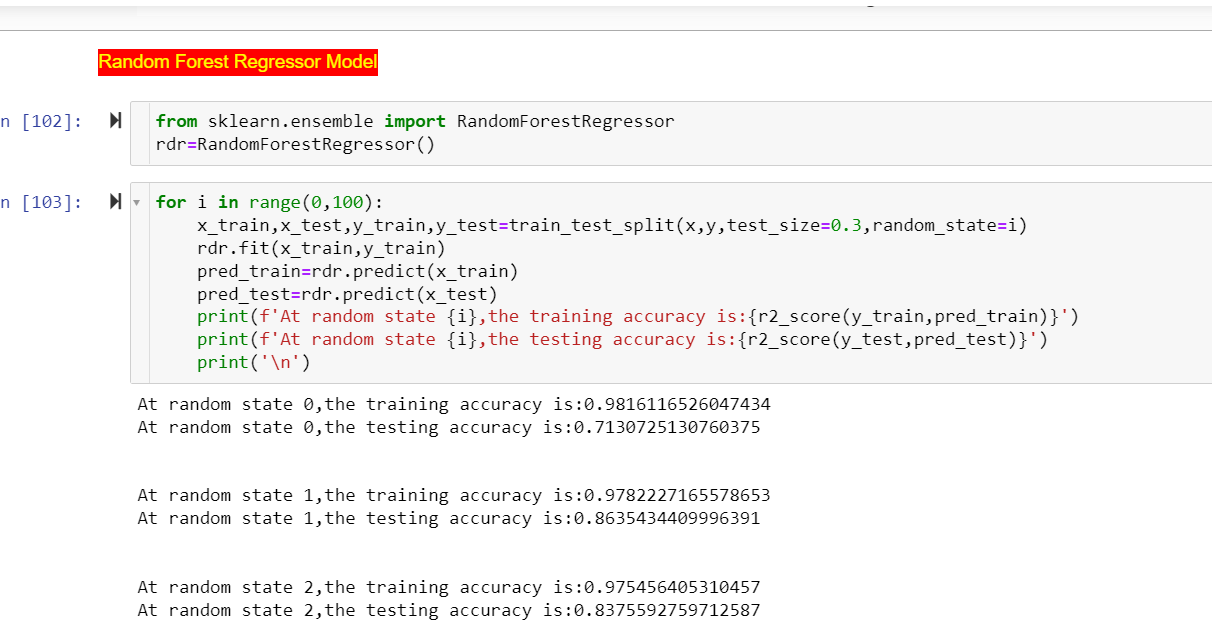 Random Forest Regressor Model
n [102]:
from sklearn.ensemble import RandomForestRegressor
rdr=RandomForestRegressor()
n [103]:
for i in range(0,100):
    x_train,x_test,y_train,y_test=train_test_split(x,y,test_size=0.3,random_state=i)
    rdr.fit(x_train,y_train)
    pred_train=rdr.predict(x_train)
    pred_test=rdr.predict(x_test)
    print(f'At random state {i},the training accuracy is:{r2_score(y_train,pred_train)}')
    print(f'At random state {i},the testing accuracy is:{r2_score(y_test,pred_test)}')
    print('\n')
At random state 0,the training accuracy is:0.9816116526047434
At random state 0,the testing accuracy is:0.7130725130760375
At random state 1,the training accuracy is:0.9782227165578653
At random state 1,the testing accuracy is:0.8635434409996391
At random state 2,the training accuracy is:0.975456405310457
At random state 2,the testing accuracy is:0.8375592759712587